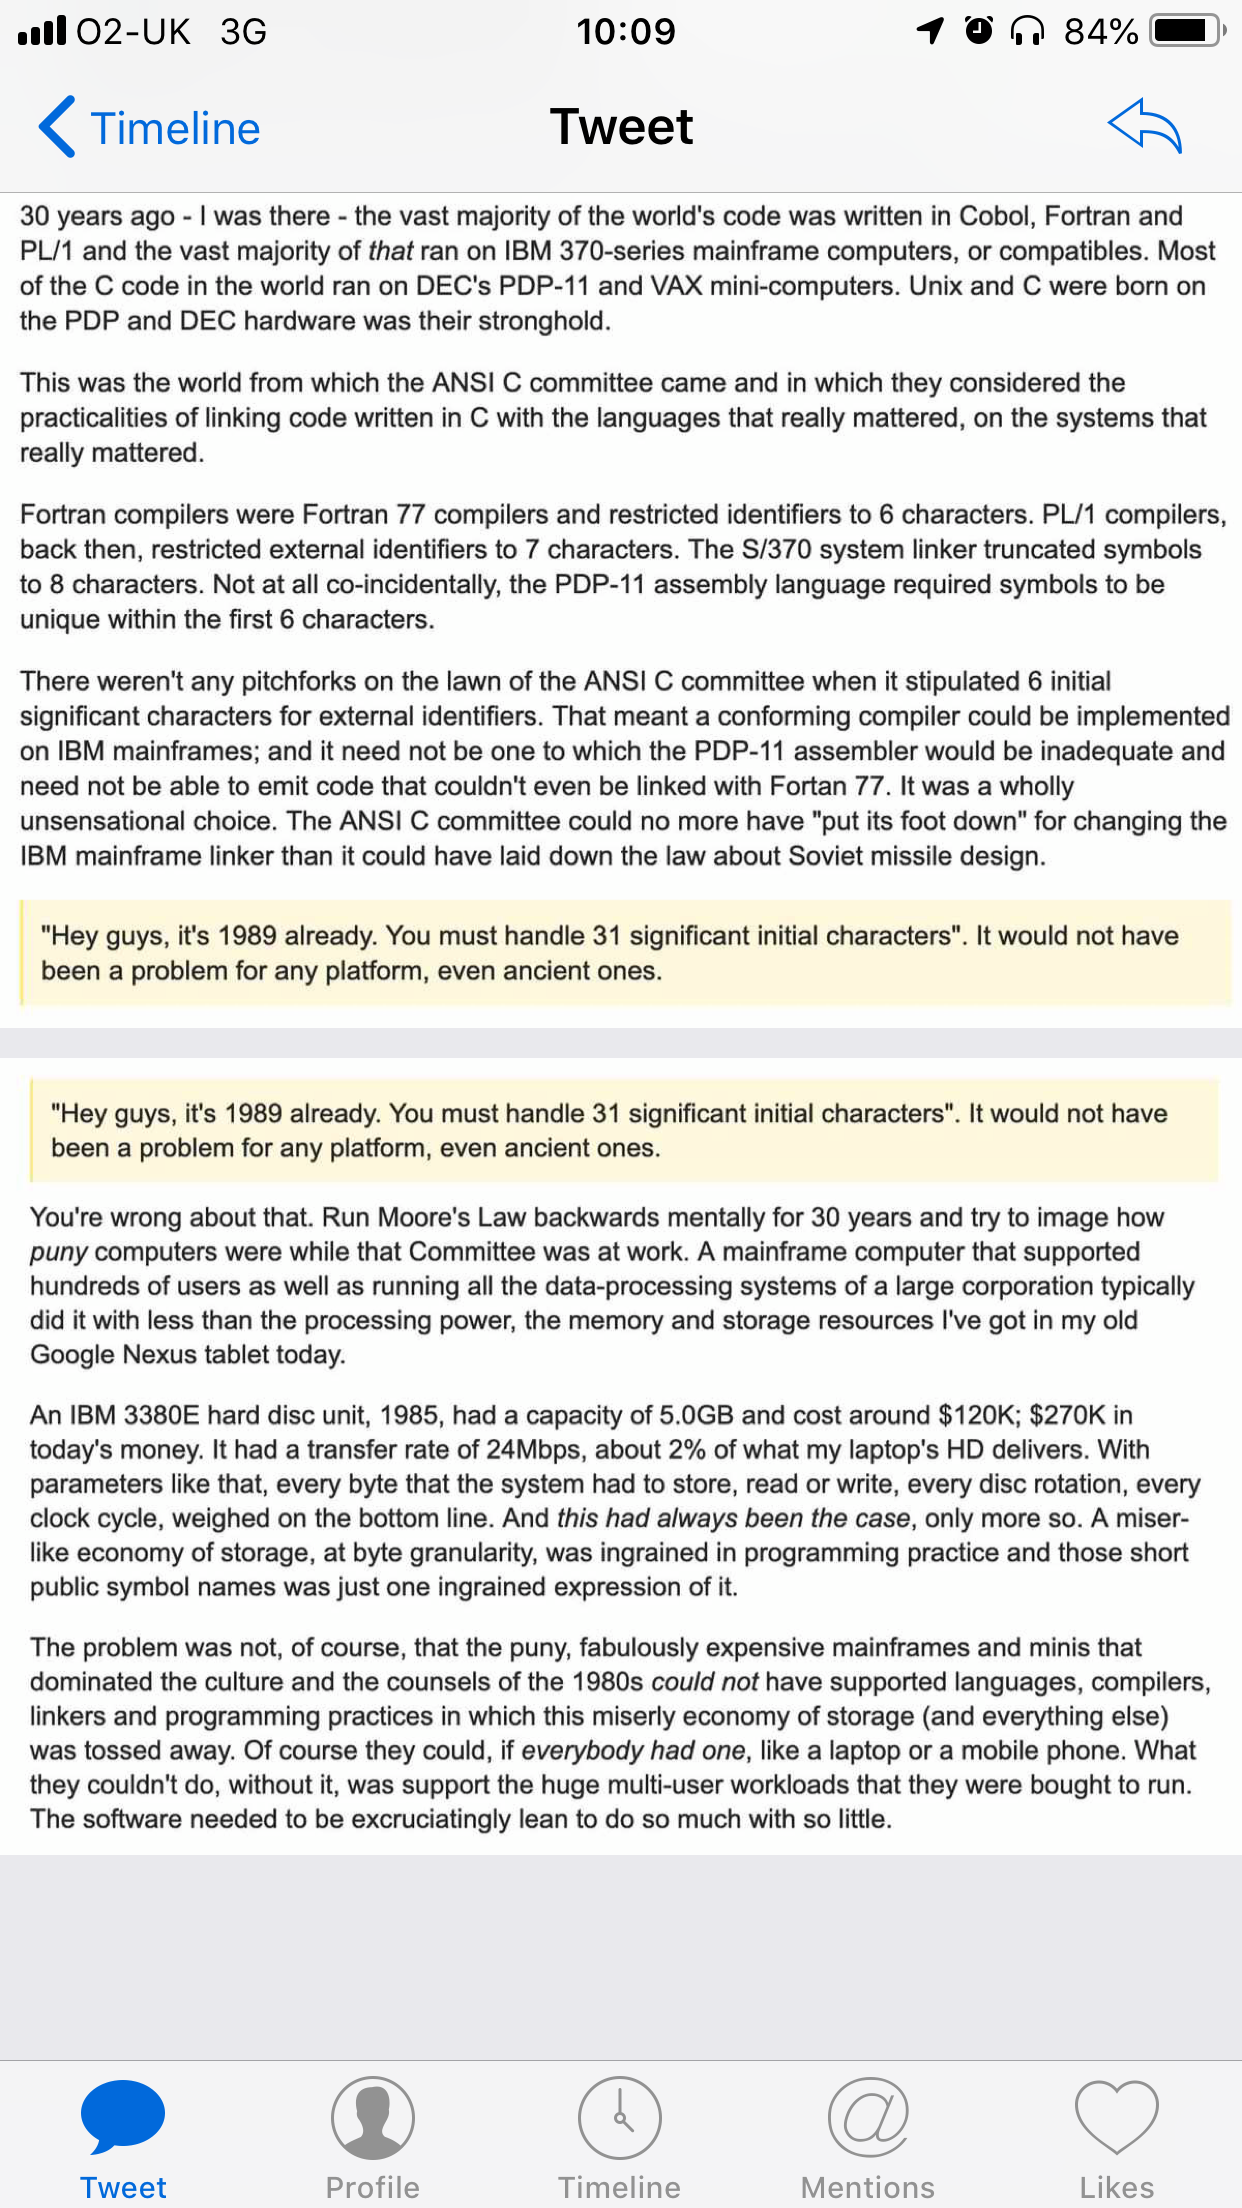 O2-UK 3G 10:09 84%
Timeline Tweet
30 years ago - I was there - the vast majority of the world's code was written in Cobol, Fortran and
PL/1 and the vast majority of that ran on IBM 370-series mainframe computers, or compatibles. Most
of the C code in the world ran on DEC's PDP-11 and VAX mini-computers. Unix and C were born on
the PDP and DEC hardware was their stronghold.
This was the world from which the ANSI C committee came and in which they considered the
practicalities of linking code written in C with the languages that really mattered, on the systems that
really mattered.
Fortran compilers were Fortran 77 compilers and restricted identifiers to 6 characters. PL/1 compilers,
back then, restricted external identifiers to 7 characters. The S/370 system linker truncated symbols
to 8 characters. Not at all co-incidentally, the PDP-11 assembly language required symbols to be
unique within the first 6 characters.
There weren't any pitchforks on the lawn of the ANSI C committee when it stipulated 6 initial
significant characters for external identifiers. That meant a conforming compiler could be implemented
on IBM mainframes; and it need not be one to which the PDP-11 assembler would be inadequate and
need not be able to emit code that couldn't even be linked with Fortan 77. It was a wholly
unsensational choice. The ANSI C committee could no more have "put its foot down" for changing the
IBM mainframe linker than it could have laid down the law about Soviet missile design.
"Hey guys, it's 1989 already. You must handle 31 significant initial characters". It would not have
been a problem for any platform, even ancient ones.
"Hey guys, it's 1989 already. You must handle 31 significant initial characters". It would not have
been a problem for any platform, even ancient ones.
You're wrong about that. Run Moore's Law backwards mentally for 30 years and try to image how
puny computers were while that Committee was at work. A mainframe computer that supported
hundreds of users as well as running all the data-processing systems of a large corporation typically
did it with less than the processing power, the memory and storage resources I've got in my old
Google Nexus tablet today.
An IBM 3380E hard disc unit, 1985, had a capacity of 5.0GB and cost around $120K; $270K in
today's money. It had a transfer rate of 24Mbps, about 2% of what my laptop's HD delivers. With
parameters like that, every byte that the system had to store, read or write, every disc rotation, every
clock cycle, weighed on the bottom line. And this had always been the case, only more so. A miser-
like economy of storage, at byte granularity, was ingrained in programming practice and those short
public symbol names was just one ingrained expression of it.
The problem was not, of course, that the puny, fabulously expensive mainframes and minis that
dominated the culture and the counsels of the 1980s could not have supported languages, compilers,
linkers and programming practices in which this miserly economy of storage (and everything else)
was tossed away. Of course they could, if everybody had one, like a laptop or a mobile phone. What
they couldn't do, without it, was support the huge multi-user workloads that they were bought to run.
The software needed to be excruciatingly lean to do so much with so little.
Tweet Profile Timeline Mentions Likes